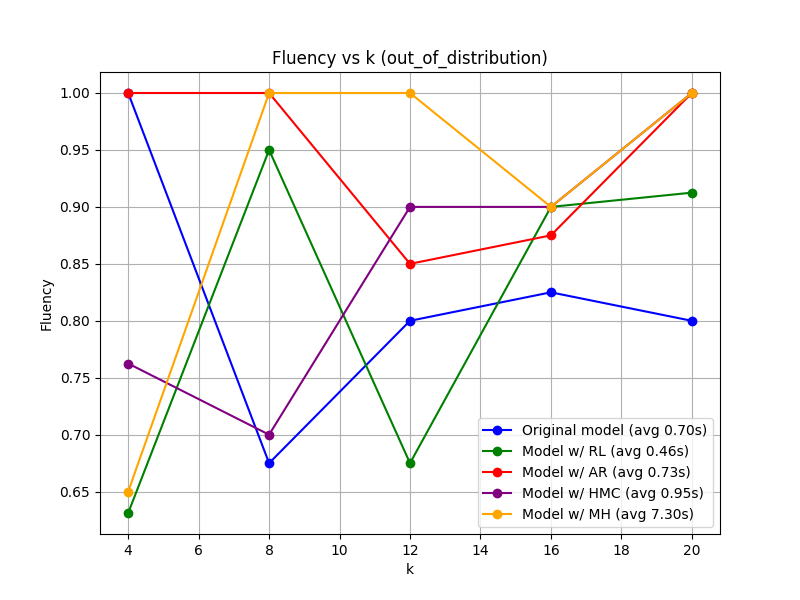 Fluency vs k (out_of_distribution)
1.00
0.95
0.90
0.85
0.80
0.75
0.70
0.65
Fluency
4
6
8
10
12
14
16
18
20
k
Original model (avg 0.70s)
Model w/ RL (avg 0.46s)
Model w/ AR (avg 0.73s)
Model w/ HMC (avg 0.95s)
Model w/ MH (avg 7.30s)